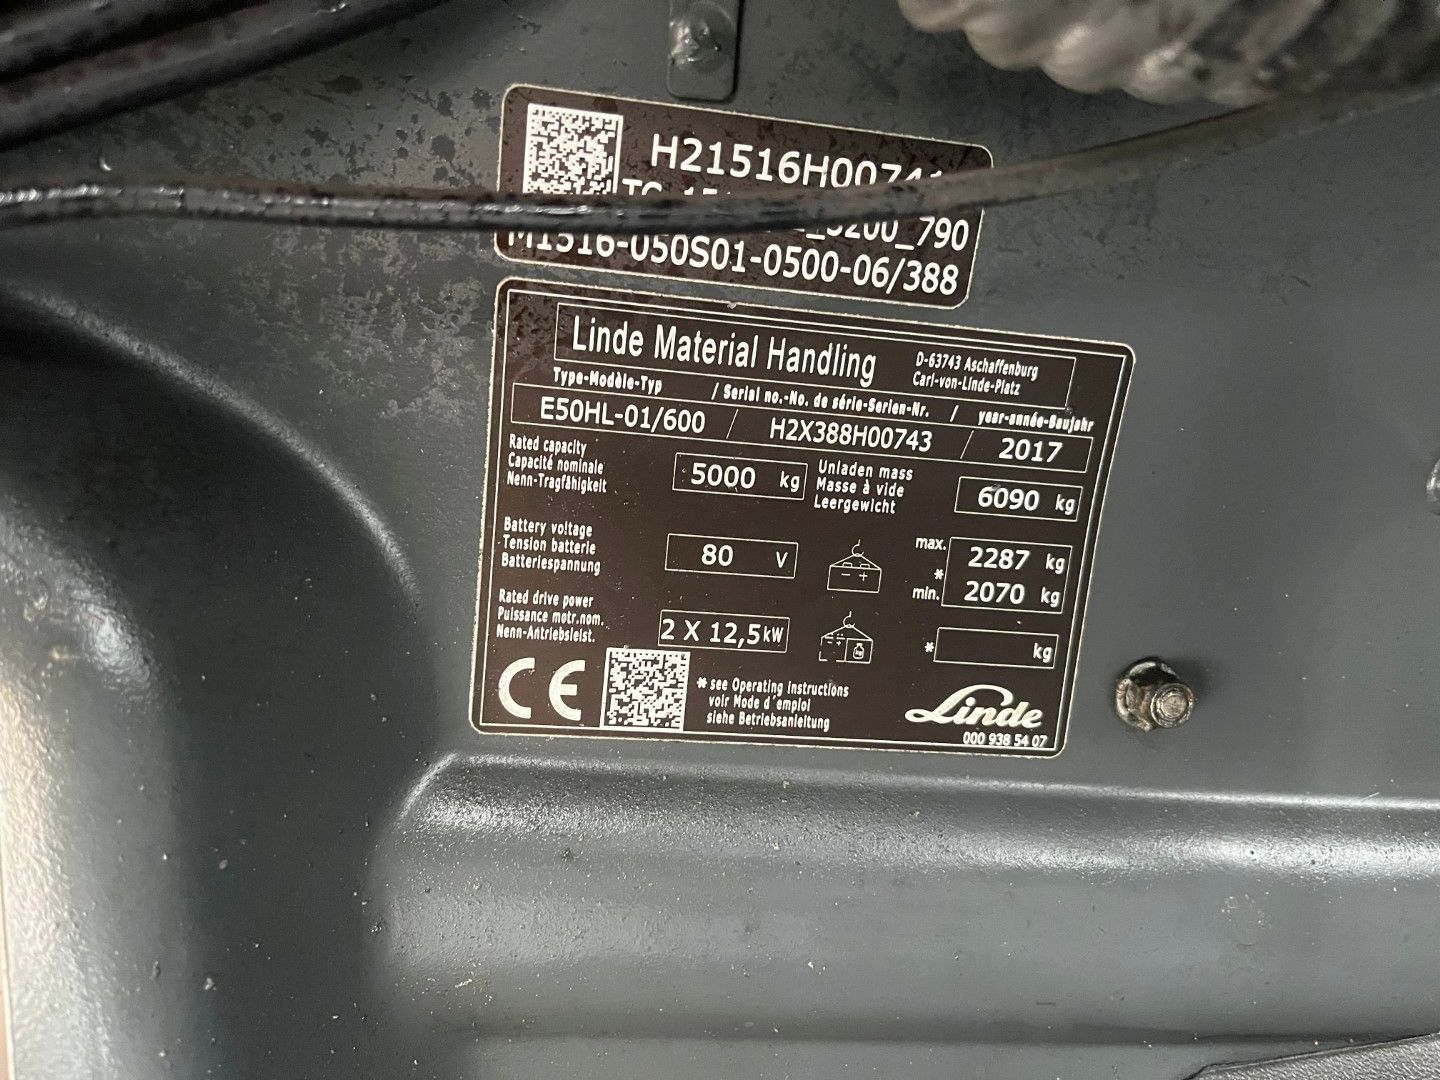 H21516H00741
_5200_790
M1516-050S01-0500-06/388
Linde Material Handling
D-63743 Aschaffenburg
Carl-von-Linde-Platz
Type-Modèle-Typ / Serial no.-No. de série-Serien-Nr. / year-année-Baujahr
E50HL-01/600 / H2X388H00743 / 2017
Rated capacity
Capacité nominale
Nenn-Tragfähigkeit
5000 kg
Unladen mass
Masse à vide
Leergewicht
6090 kg
Battery voltage
Tension batterie
Batteriespannung
80 V
- +
max. 2287 kg
*
min. 2070 kg
Rated drive power
Puissance motr.nom.
Nenn-Antriebsleist.
2 X 12,5kW
kg
* kg
CE
* see Operating instructions
voir Mode d'emploi
siehe Betriebsanleitung
Linde
000 938 54 07